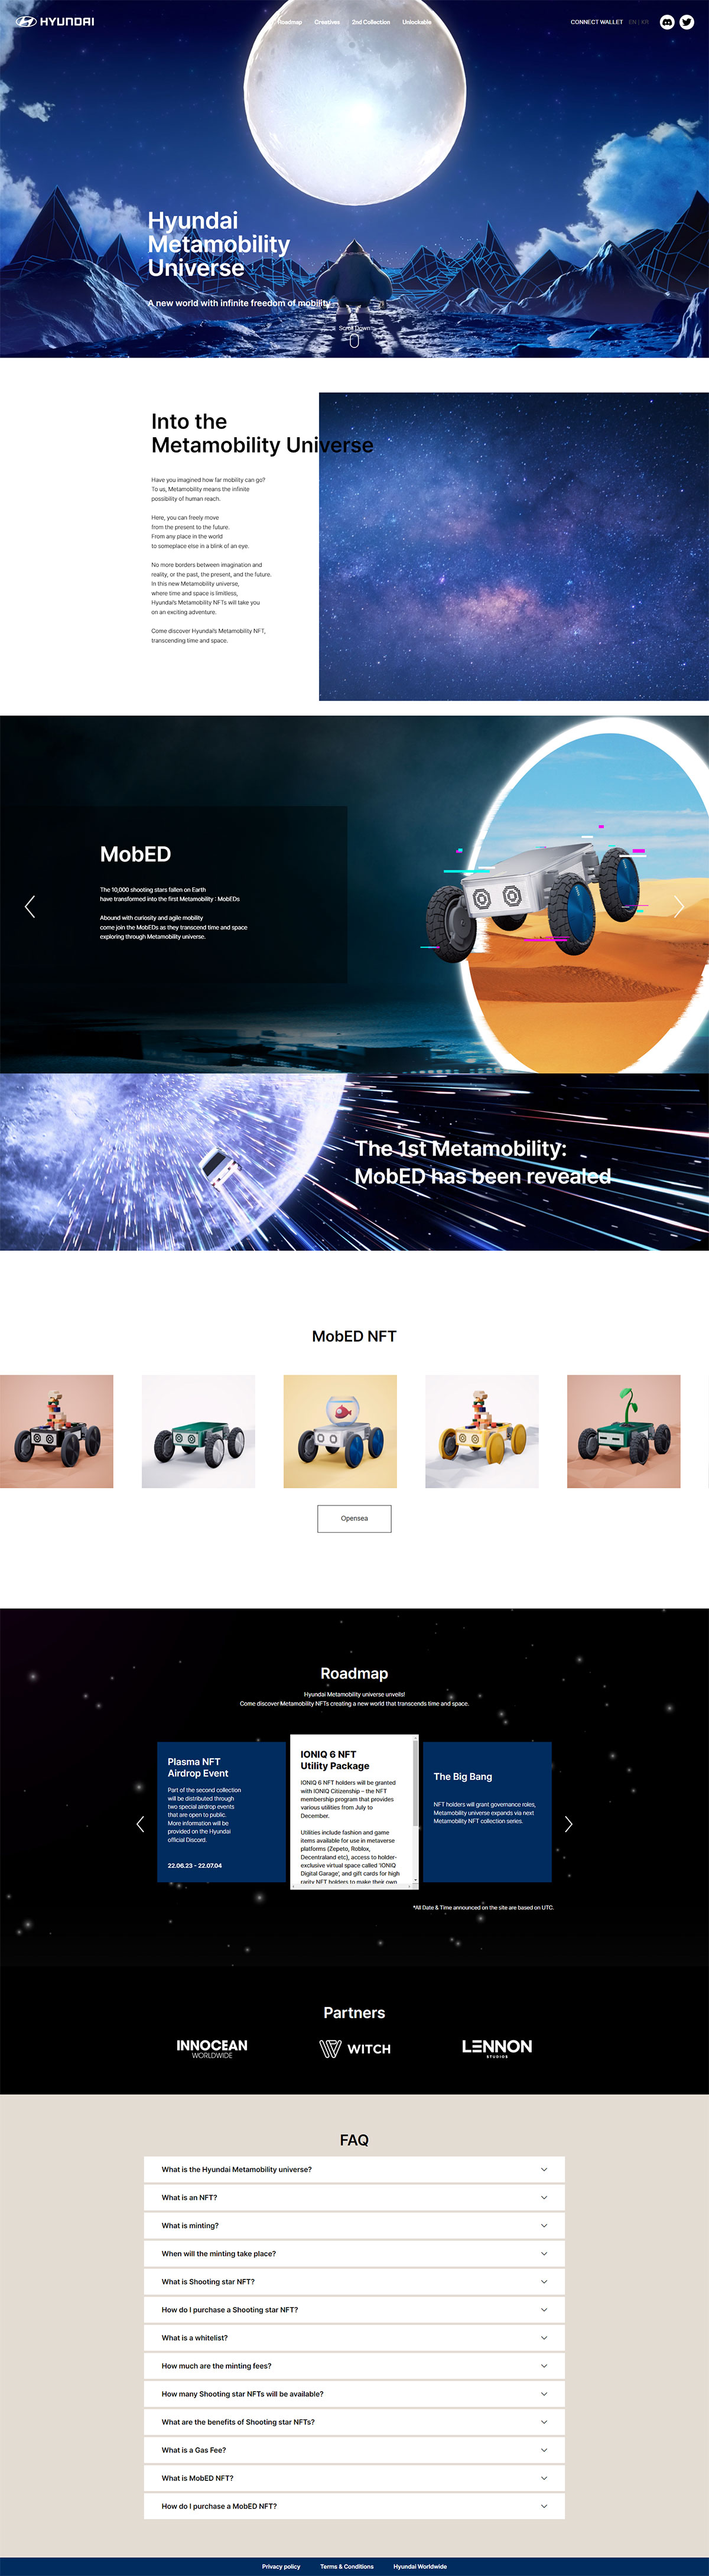 HYUNDAI
Roadmap
Creatives
2nd Collection
Unlockable
CONNECT WALLET
EN | KR
Hyundai
Metamobility
Universe
A new world with infinite freedom of mobility
Scroll Down
Into the
Metamobility Universe
Have you imagined how far mobility can go?
To us, Metamobility means the infinite
possibility of human reach.
Here, you can freely move
from the present to the future.
From any place in the world
to someplace else in a blink of an eye.
No more borders between imagination and
reality, or the past, the present, and the future.
In this new Metamobility universe,
where time and space is limitless,
Hyundai's Metamobility NFTs will take you
on an exciting adventure.
Come discover Hyundai's Metamobility NFT,
transcending time and space.
MobED
The 10,000 shooting stars fallen on Earth
have transformed into the first Metamobility : MobEDs
Abound with curiosity and agile mobility
come join the MobEDs as they transcend time and space
exploring through Metamobility universe.
The 1st Metamobility:
MobED has been revealed
MobED NFT
Opensea
Roadmap
Hyundai Metamobility universe unveils!
Come discover Metamobility NFTs creating a new world that transcends time and space.
Plasma NFT
Airdrop Event
Part of the second collection
will be distributed through
two special airdrop events
that are open to public.
More information will be
provided on the Hyundai
official Discord.
22.06.23 - 22.07.04
IONIQ 6 NFT
Utility Package
IONIQ 6 NFT holders will be granted
with IONIQ Citizenship – the NFT
membership program that provides
various utilities from July to
December.
Utilities include fashion and game
items available for use in metaverse
platforms (Zepeto, Roblox,
Decentraland etc), access to holder-
exclusive virtual space called 'IONIQ
Digital Garage', and gift cards for high
rarity NFT holders to make their own
The Big Bang
NFT holders will grant governance roles,
Metamobility universe expands via next
Metamobility NFT collection series.
*All Date & Time announced on the site are based on UTC.
Partners
INNOCEAN
WORLDWIDE
WITCH
LENNON
STUDIOS
FAQ
What is the Hyundai Metamobility universe?
What is an NFT?
What is minting?
When will the minting take place?
What is Shooting star NFT?
How do I purchase a Shooting star NFT?
What is a whitelist?
How much are the minting fees?
How many Shooting star NFTs will be available?
What are the benefits of Shooting star NFTs?
What is a Gas Fee?
What is MobED NFT?
How do I purchase a MobED NFT?
Privacy policy
Terms & Conditions
Hyundai Worldwide